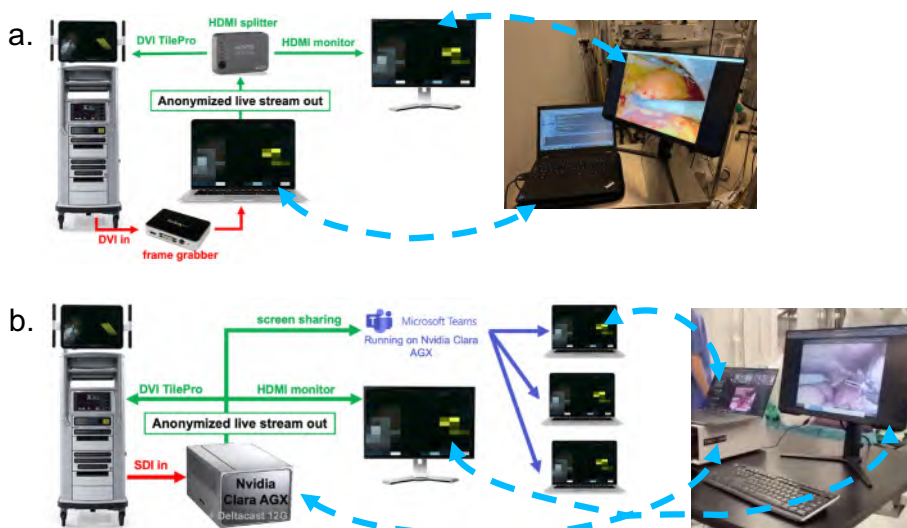 a.
HDMI splitter
DVI TilePro
HDMI monitor
Anonymized live stream out
DVI in
frame grabber
b.
screen sharing
Microsoft Teams
Running on Nvidia Clara
AGX
DVI TilePro
HDMI monitor
Anonymized live stream out
SDI in
Nvidia
Clara AGX
Deltacast 12G